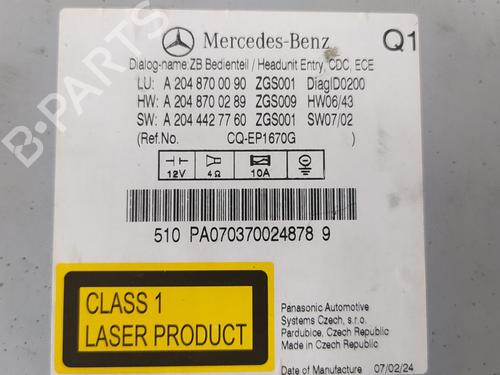 Mercedes-Benz Q1
Dialog-name: ZB Bedienteil / Headunit Entry, CDC, ECE
LU: A 204 870 00 90 ZGS001 DiagID0200
HW: A 204 870 02 89 ZGS009 HW06/43
SW: A 204 442 77 60 ZGS001 SW07/02
(Ref.No. CQ-EP1670G )
12V 4Ω 10A
510 PA070370024878 9
CLASS 1
LASER PRODUCT
Panasonic Automotive
Systems Czech, s.r.o.
Pardubice, Czech Republic
Made in Czech Republic
Date of Manufacture 07/02/24
B-PARTS